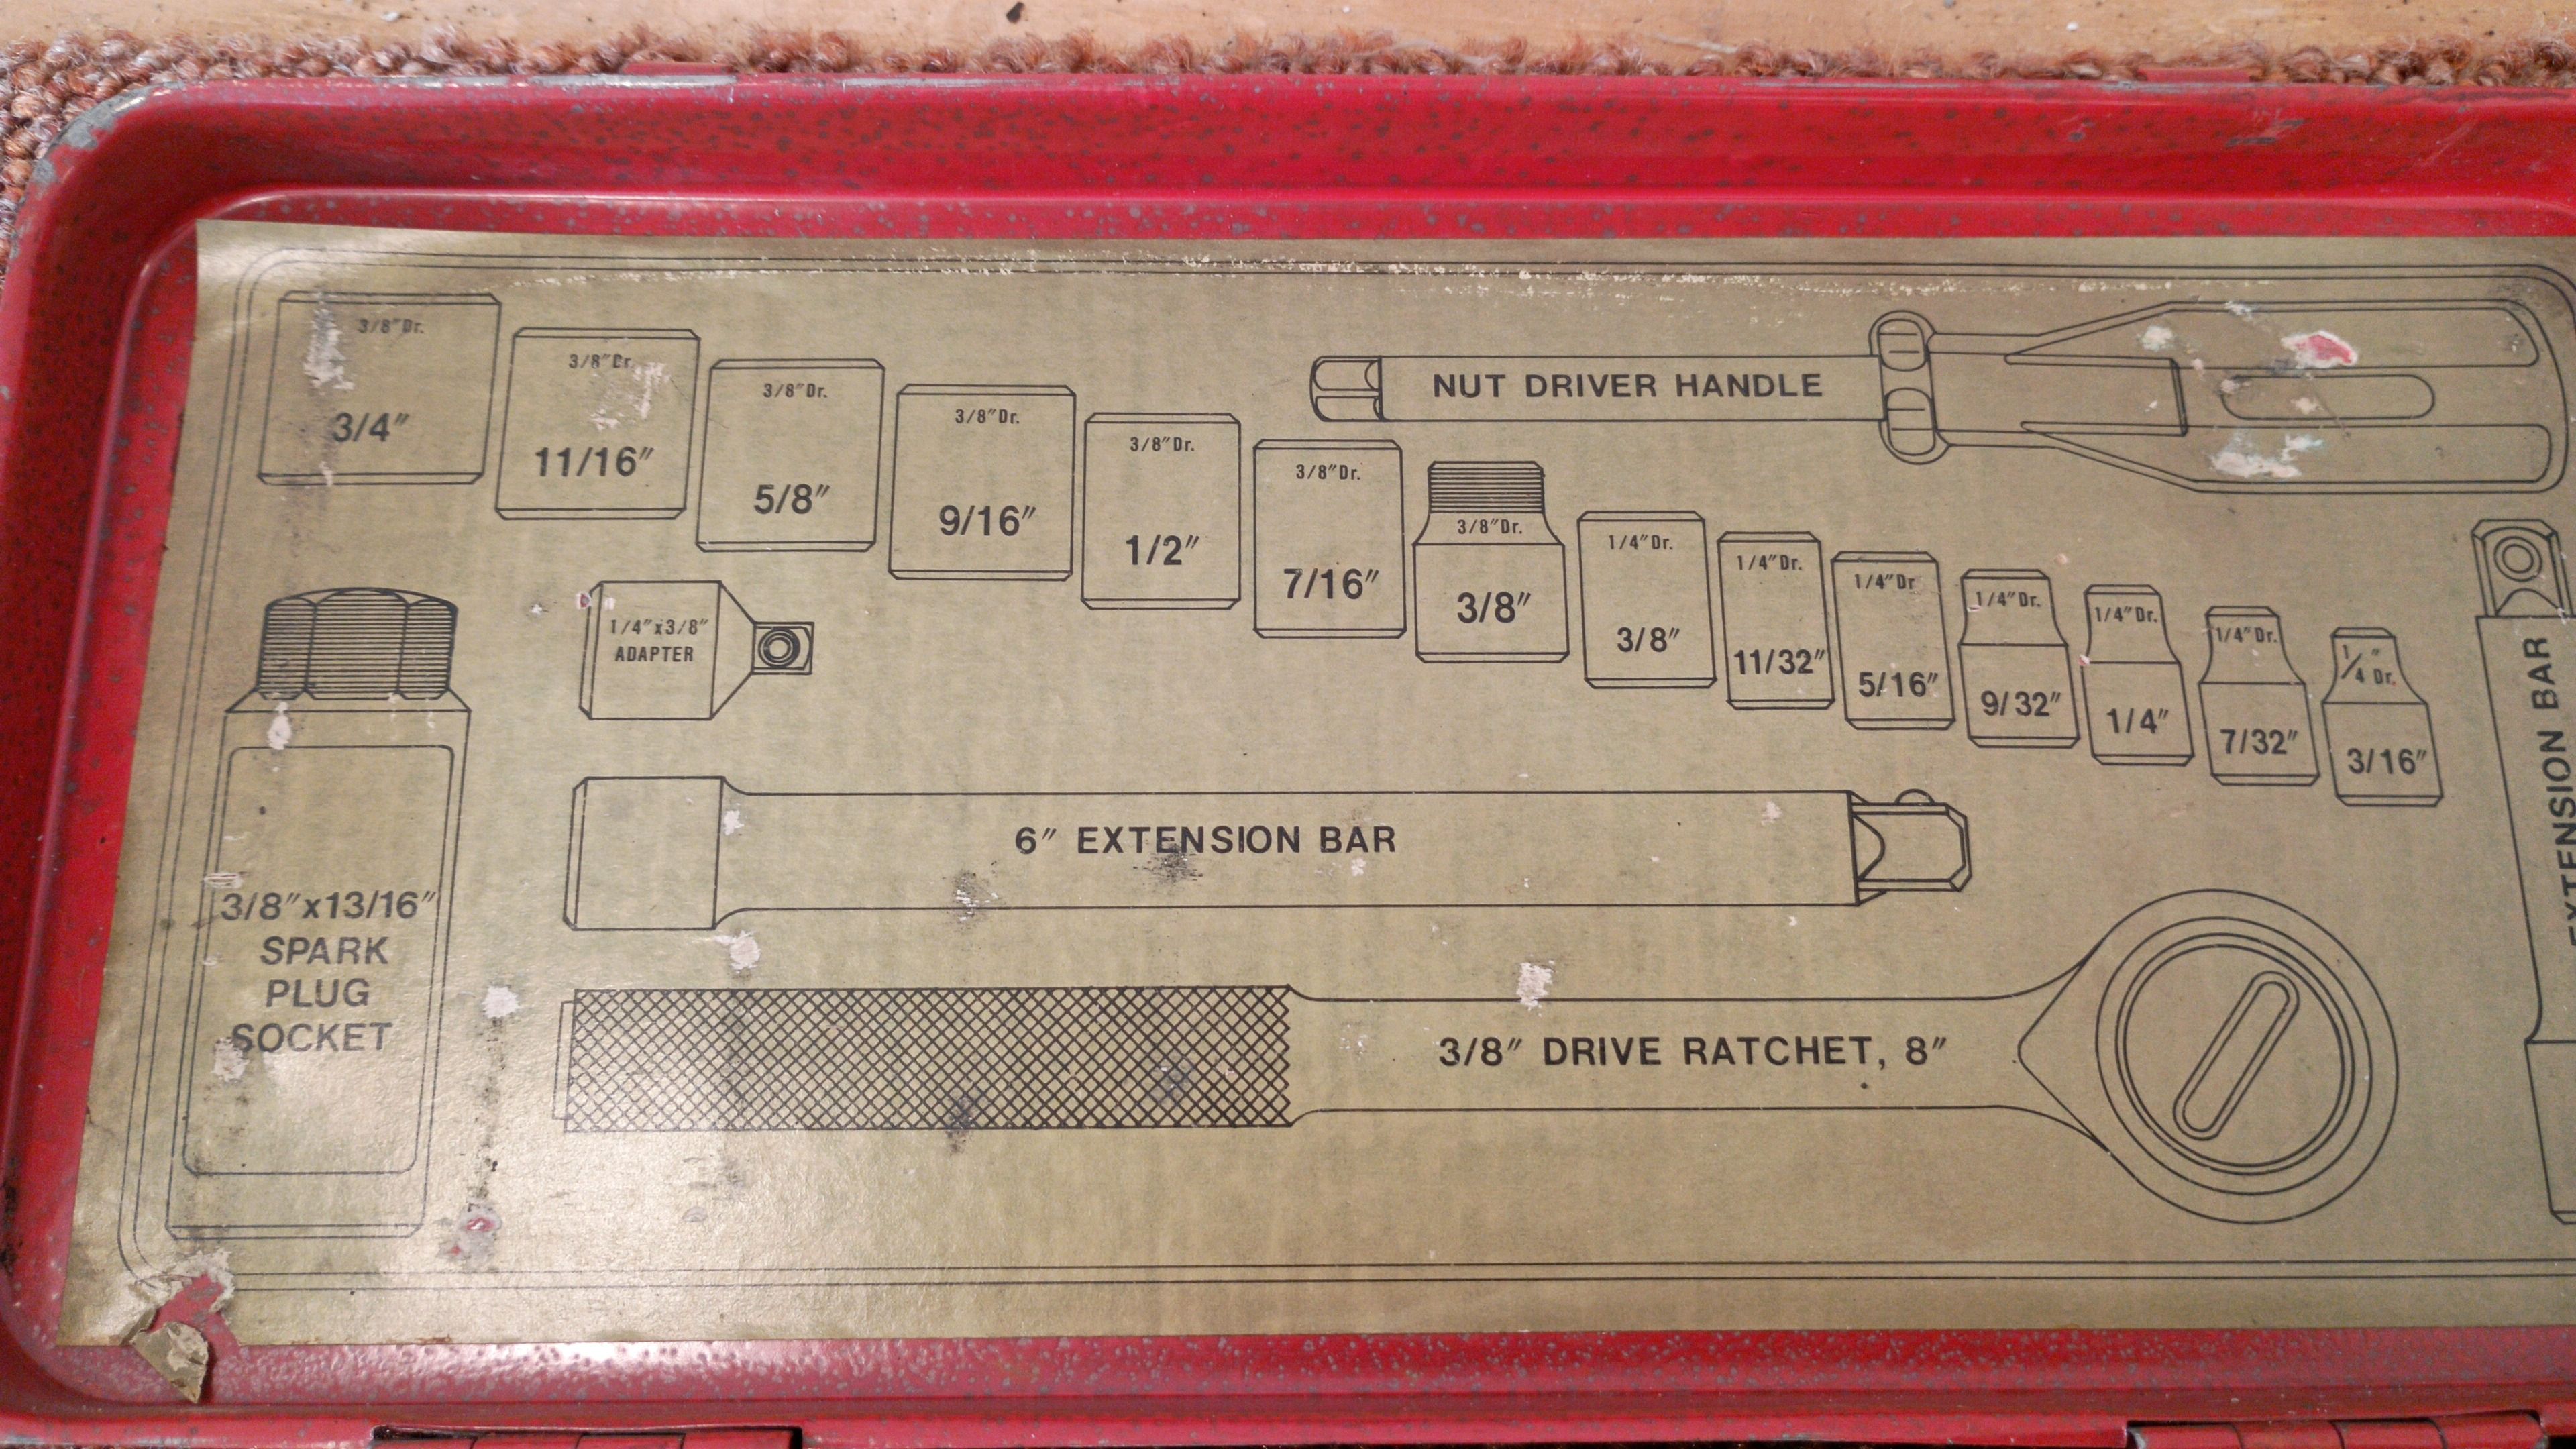 3/8″Dr.
3/4″
3/8″Dr.
11/16″
3/8″Dr.
5/8″
3/8″Dr.
9/16″
3/8″Dr.
1/2″
3/8″Dr.
7/16″
3/8″Dr.
3/8″
1/4″Dr.
3/8″
1/4″Dr.
11/32″
1/4″Dr
5/16″
1/4″Dr.
9/32″
1/4″Dr.
1/4″
1/4″Dr.
7/32″
1/4″ Dr.
3/16″
NUT DRIVER HANDLE
1/4″x3/8″
ADAPTER
3/8″x13/16″
SPARK
PLUG
SOCKET
6″ EXTENSION BAR
3/8″ DRIVE RATCHET, 8″
EXTENSION BAR